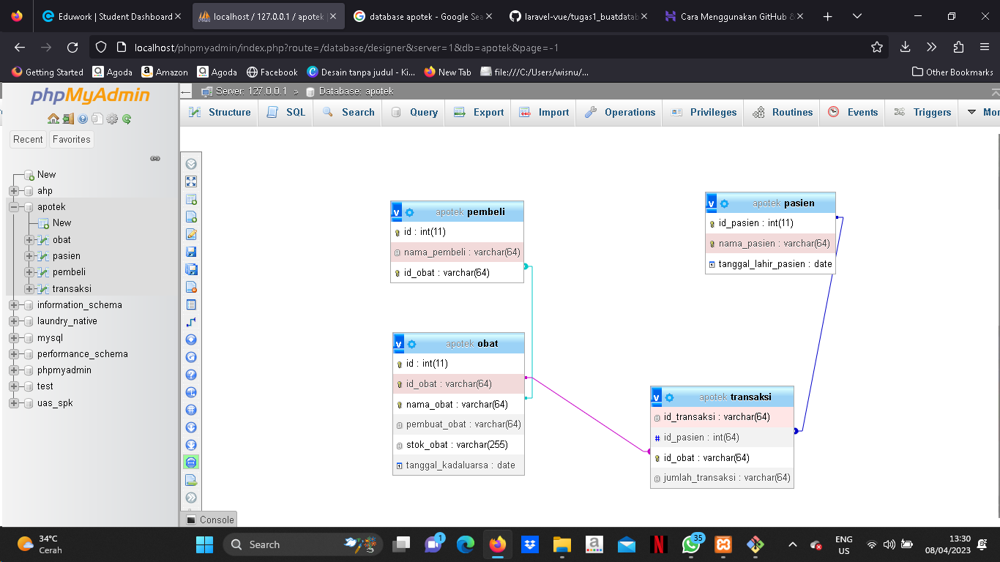 Eduwork | Student Dashboard
localhost / 127.0.0.1 / apotek
database apotek - Google Sea
laravel-vue/tugas1_buatdatab
Cara Menggunakan GitHub &
localhost/phpmyadmin/index.php?route=/database/designer&server=1&db=apotek&page=-1
Getting Started
Agoda
Amazon
Agoda
Facebook
Desain tanpa judul - Ki...
New Tab
file:///C:/Users/wisnu/...
Other Bookmarks
phpMyAdmin
Recent
Favorites
New
ahp
apotek
New
obat
pasien
pembeli
transaksi
information_schema
laundry_native
mysql
performance_schema
phpmyadmin
test
uas_spk
Server: 127.0.0.1 » Database: apotek
Structure
SQL
Search
Query
Export
Import
Operations
Privileges
Routines
Events
Triggers
Mor
v apotek pembeli
id : int(11)
nama_pembeli : varchar(64)
id_obat : varchar(64)
v apotek pasien
id_pasien : int(11)
nama_pasien : varchar(64)
tanggal_lahir_pasien : date
v apotek obat
id : int(11)
id_obat : varchar(64)
nama_obat : varchar(64)
pembuat_obat : varchar(64)
stok_obat : varchar(255)
tanggal_kadaluarsa : date
v apotek transaksi
id_transaksi : varchar(64)
# id_pasien : int(64)
id_obat : varchar(64)
jumlah_transaksi : varchar(64)
Console
34°C
Cerah
Search
1
35
ENG
US
13:30
08/04/2023